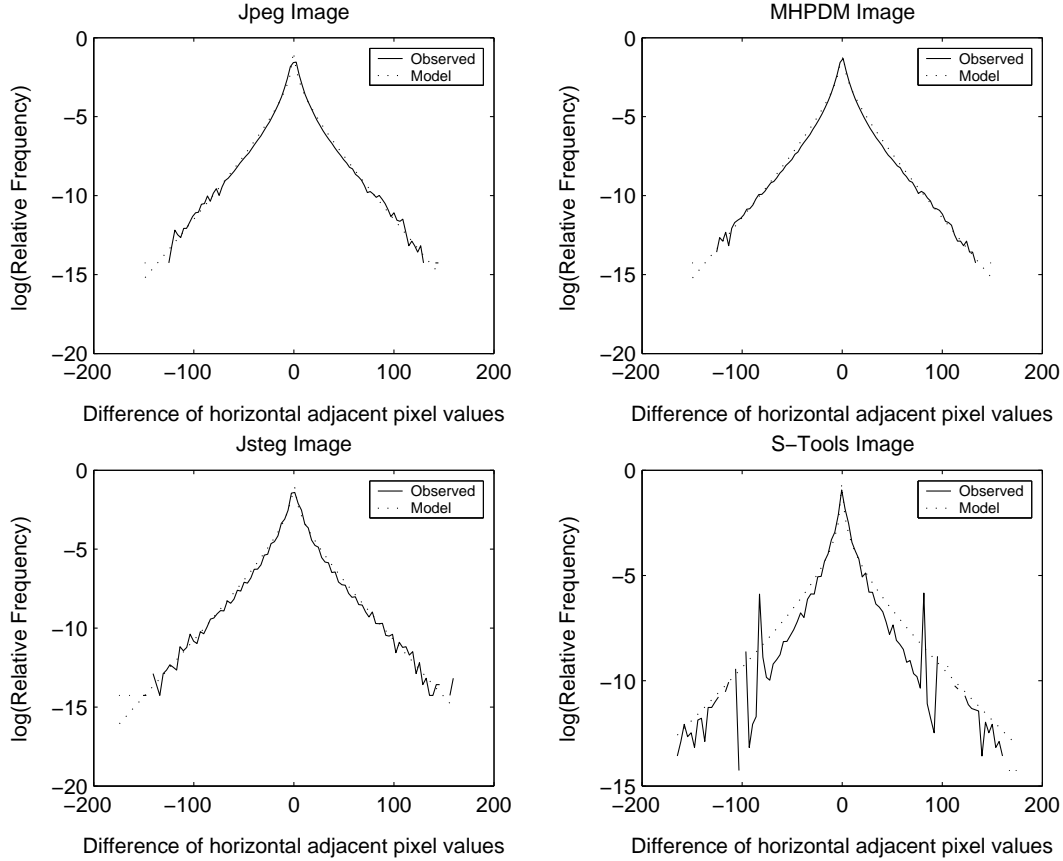 Jpeg Image
0
−5
−10
−15
−20
−200
−100
0
100
200
log(Relative Frequency)
Difference of horizontal adjacent pixel values
Observed
Model
MHPDM Image
0
−5
−10
−15
−20
−200
−100
0
100
200
log(Relative Frequency)
Difference of horizontal adjacent pixel values
Observed
Model
Jsteg Image
0
−5
−10
−15
−20
−200
−100
0
100
200
log(Relative Frequency)
Difference of horizontal adjacent pixel values
Observed
Model
S−Tools Image
0
−5
−10
−15
−200
−100
0
100
200
log(Relative Frequency)
Difference of horizontal adjacent pixel values
Observed
Model